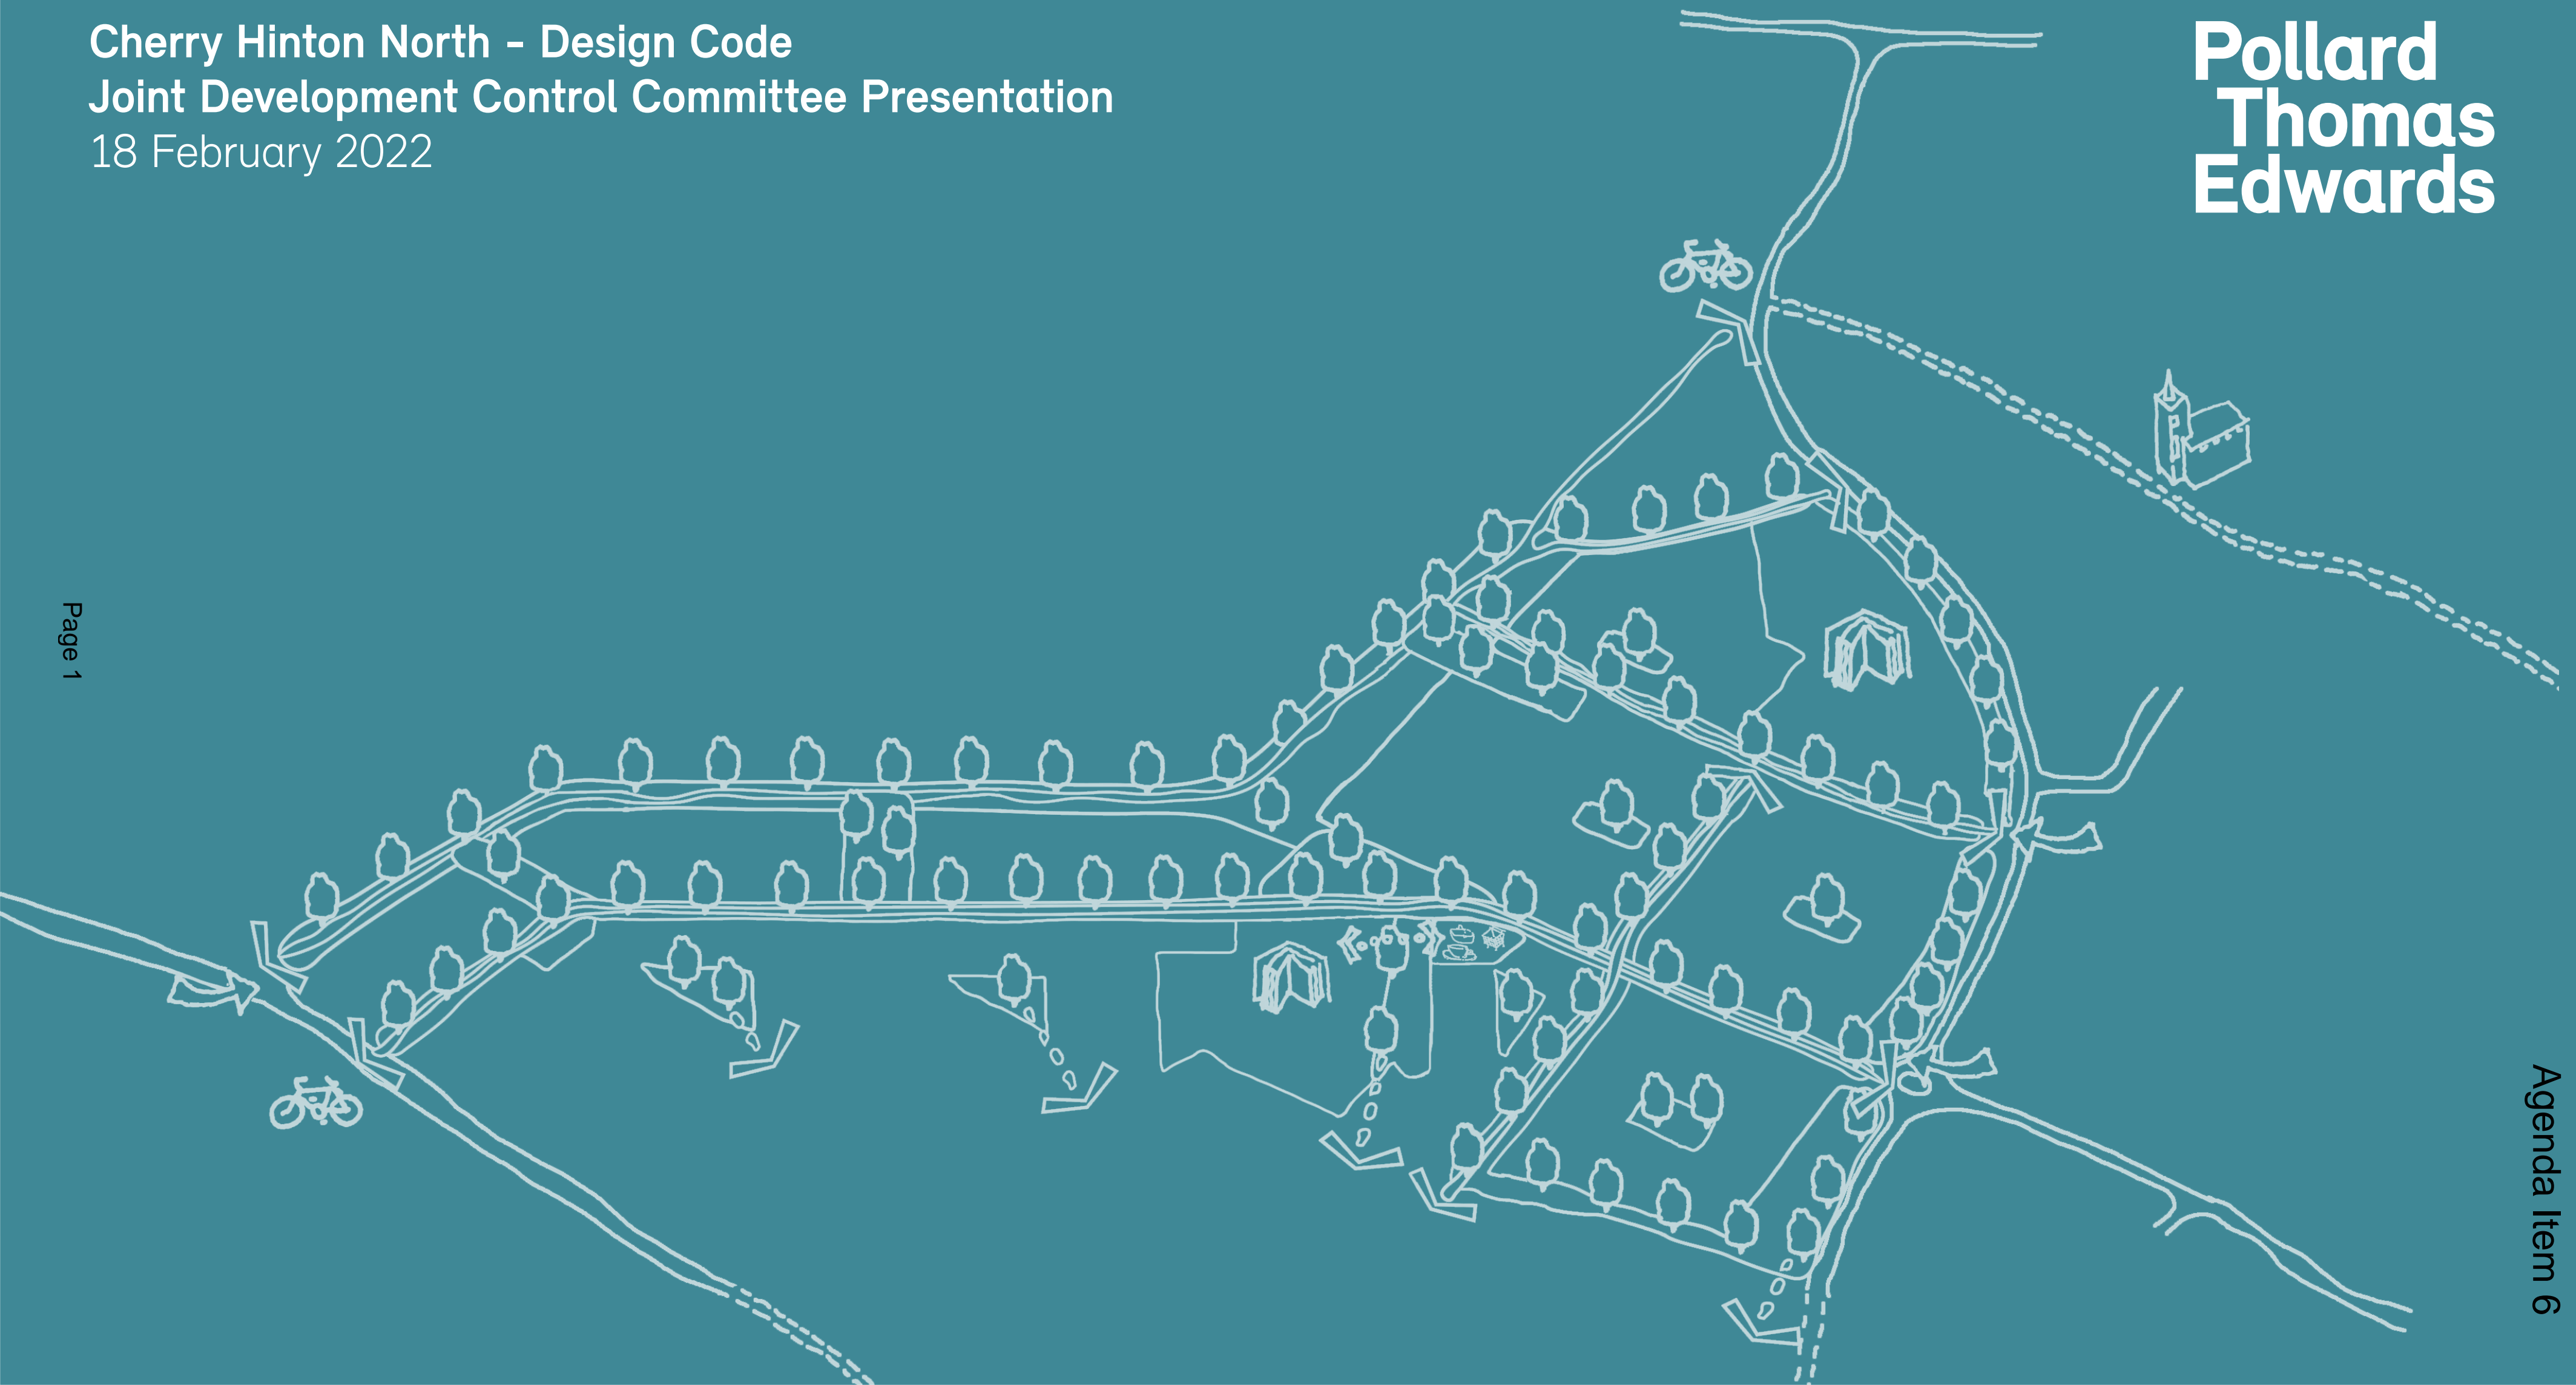 Cherry Hinton North - Design Code
Joint Development Control Committee Presentation
18 February 2022
Pollard
Thomas
Edwards
Page 1
Agenda Item 6